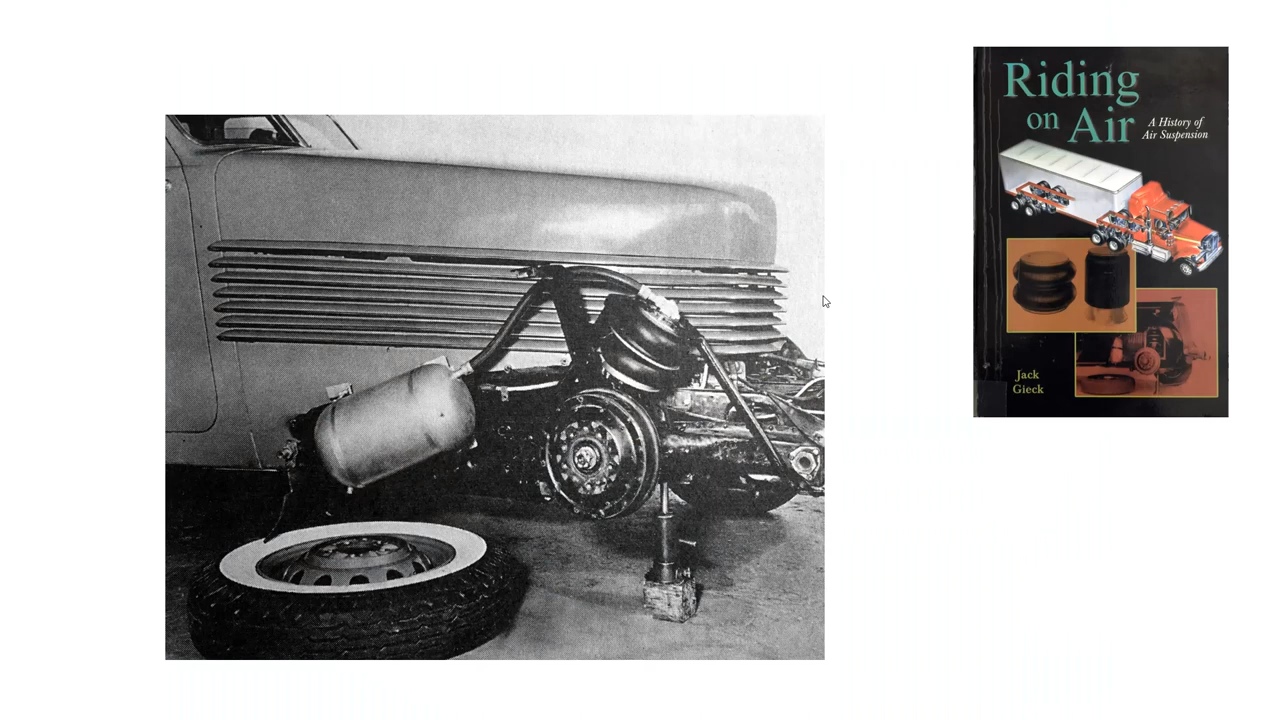 Riding
on Air
A History of
Air Suspension
Jack
Gieck